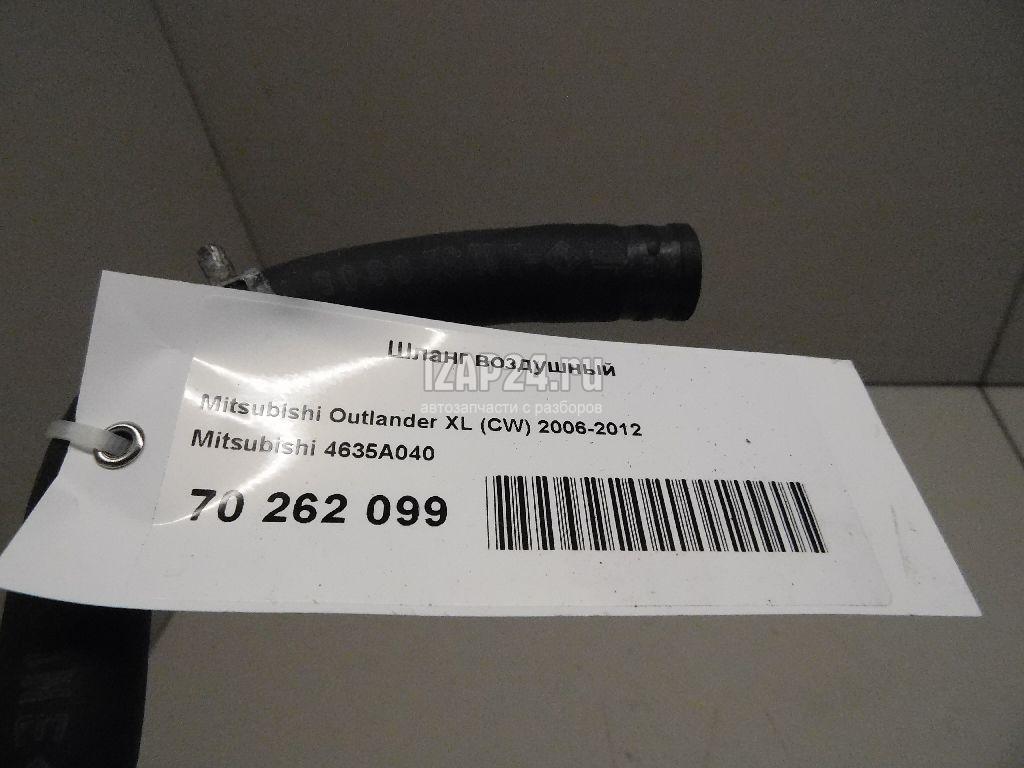 Шланг воздушный
IZAP24.ru
автозапчасти с разборов
Mitsubishi Outlander XL (CW) 2006-2012
Mitsubishi 4635A040
70 262 099